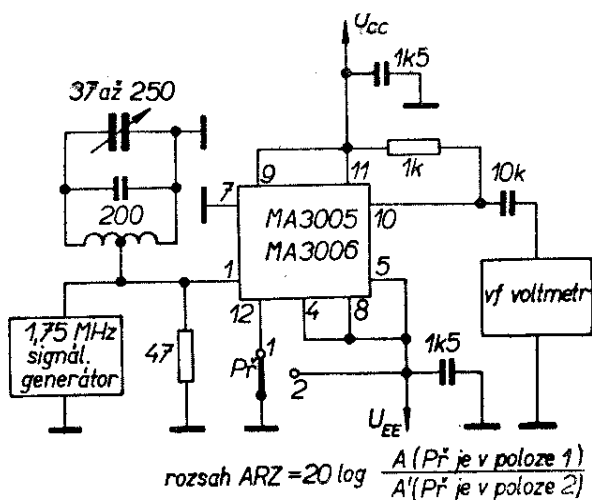 UCC
1k5
37 až 250
200
9
11
1k
7
10
10k
MA3005
MA3006
1
5
12
4
8
vf voltmetr
1,75 MHz
signál.
generátor
47
Př
1
2
1k5
UEE
rozsah ARZ = 20 log A (Př je v poloze 1)
A' (Př je v poloze 2)